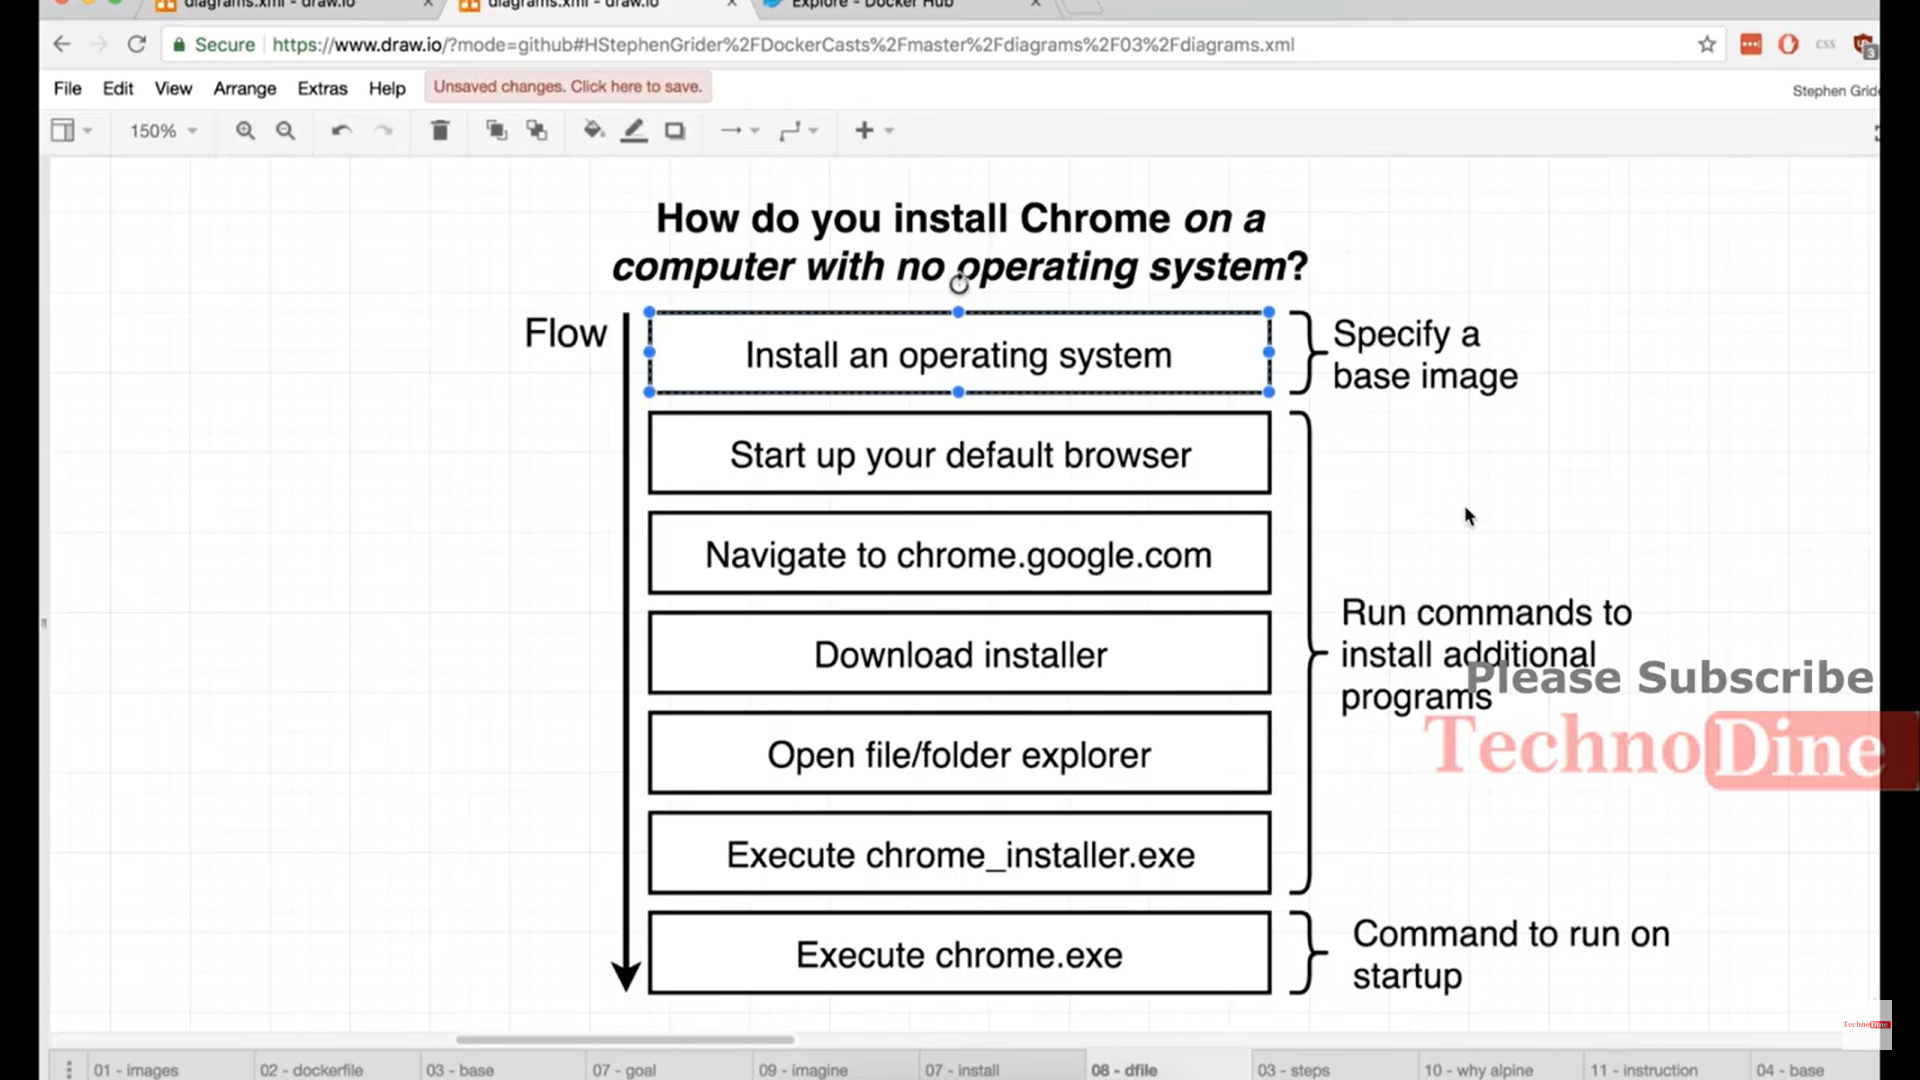 diagrams.xml - draw.io
diagrams.xml - draw.io
Explore - Docker Hub
Secure
https://www.draw.io/?mode=github#HStephenGrider%2FDockerCasts%2Fmaster%2Fdiagrams%2F03%2Fdiagrams.xml
CSS
3
File Edit View Arrange Extras Help
Unsaved changes. Click here to save.
Stephen Grid
150%
How do you install Chrome on a
computer with no operating system?
Flow
Install an operating system
Specify a
base image
Start up your default browser
Navigate to chrome.google.com
Download installer
Open file/folder explorer
Execute chrome_installer.exe
Run commands to
install additional
programs
Execute chrome.exe
Command to run on
startup
Please Subscribe
TechnoDine
TechnoDine
01 - images
02 - dockerfile
03 - base
07 - goal
09 - imagine
07 - install
08 - dfile
03 - steps
10 - why alpine
11 - instruction
04 - base